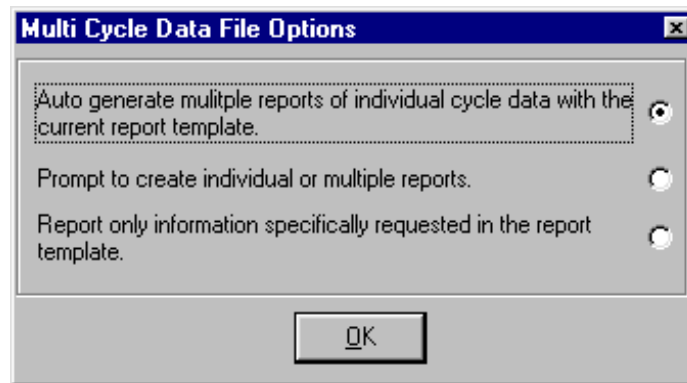 Multi Cycle Data File Options
Auto generate mulitple reports of individual cycle data with the
current report template.
Prompt to create individual or multiple reports.
Report only information specifically requested in the report
template.
OK